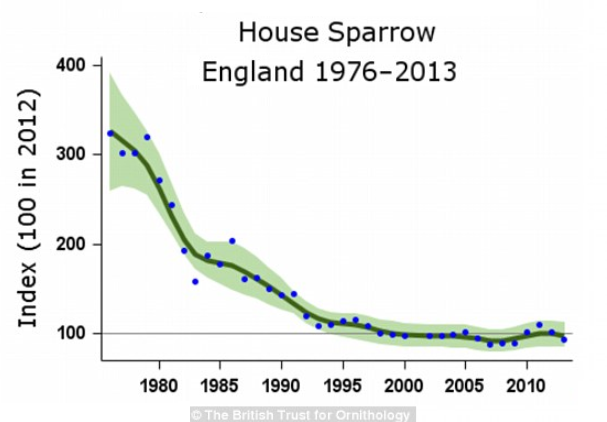 House Sparrow
England 1976–2013
Index (100 in 2012)
400
300
200
100
1980 1985 1990 1995 2000 2005 2010
© The British Trust for Ornithology